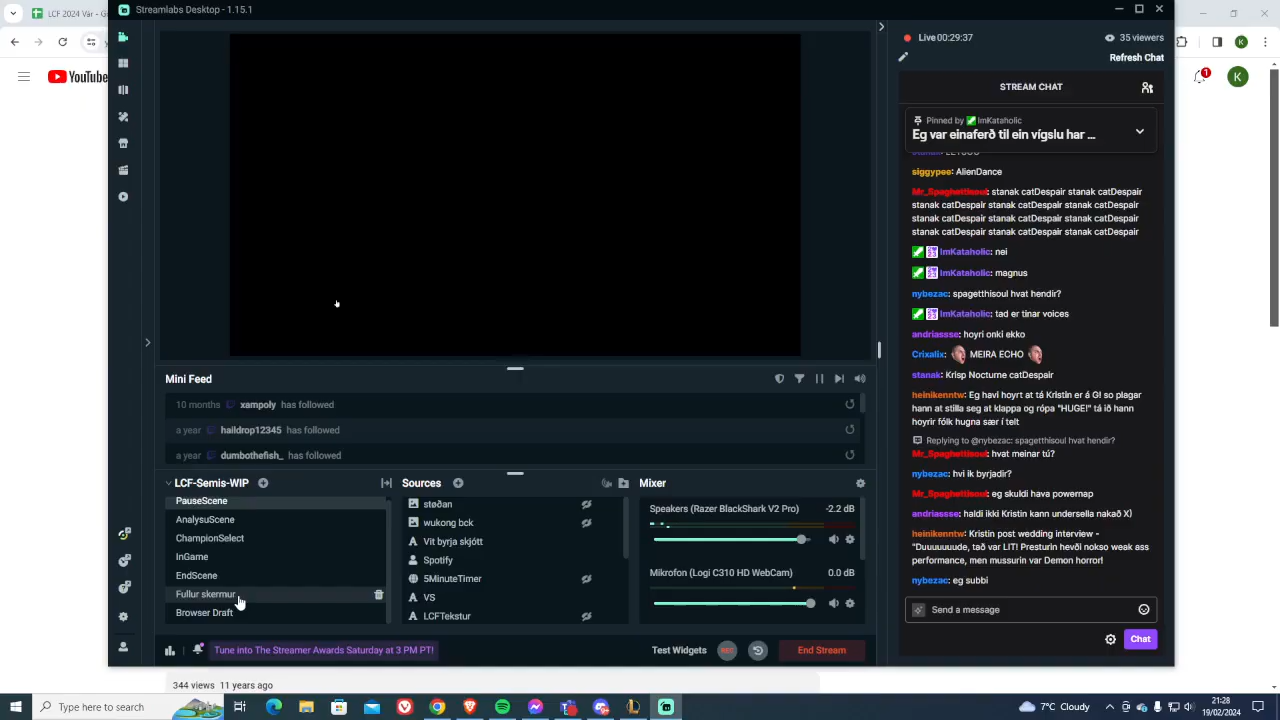 LCF 2024 Vár - G
Streamlabs Desktop - 1.15.1
YouTube
1
K
K
Live 00:29:37
35 viewers
Refresh Chat
STREAM CHAT
Pinned by ImKataholic
Eg var einaferð til ein vígslu har ...
siggypee: AlienDance
Mr_Spaghettisoul: stanak catDespair stanak catDespair
stanak catDespair stanak catDespair stanak catDespair
stanak catDespair stanak catDespair stanak catDespair
stanak catDespair stanak catDespair stanak catDespair
ImKataholic: nei
ImKataholic: magnus
nybezac: spagetthisoul hvat hendir?
ImKataholic: tad er tinar voices
andriassse: hoyri onki ekko
Crixalix: MEIRA ECHO
stanak: Krisp Nocturne catDespair
heinikenntw: Eg havi hoyrt at tá Kristin er á GI so plagar
hann at stilla seg at klappa og rópa "HUGE!" tá ið hann
hoyrir fólk hugna sær í telt
Replying to @nybezac: spagetthisoul hvat hendir?
Mr_Spaghettisoul: hvat meinar tú?
nybezac: hvi ik byrjadir?
Mr_Spaghettisoul: eg skuldi hava powernap
andriassse: haldi ikki Kristin kann undersella nakað X)
heinikenntw: Kristin post wedding interview -
"Duuuuuuude, tað var LIT! Presturin hevði nokso weak ass
performance, men mussurin var Demon horror!
nybezac: eg subbi
Send a message
Chat
Mini Feed
10 months xampoly has followed
a year haildrop12345 has followed
a year dumbothefish_ has followed
LCF-Semis-WIP
PauseScene
AnalysuScene
ChampionSelect
InGame
EndScene
Fullur skermur
Browser Draft
Sources
støðan
wukong bck
Vit byrja skjótt
Spotify
5MinuteTimer
VS
LCFTekstur
Mixer
Speakers (Razer BlackShark V2 Pro) -2.2 dB
Mikrofon (Logi C310 HD WebCam) 0.0 dB
Tune into The Streamer Awards Saturday at 3 PM PT!
Test Widgets
REC
End Stream
344 views 11 years ago
Type here to search
7°C Cloudy
21:28
19/02/2024